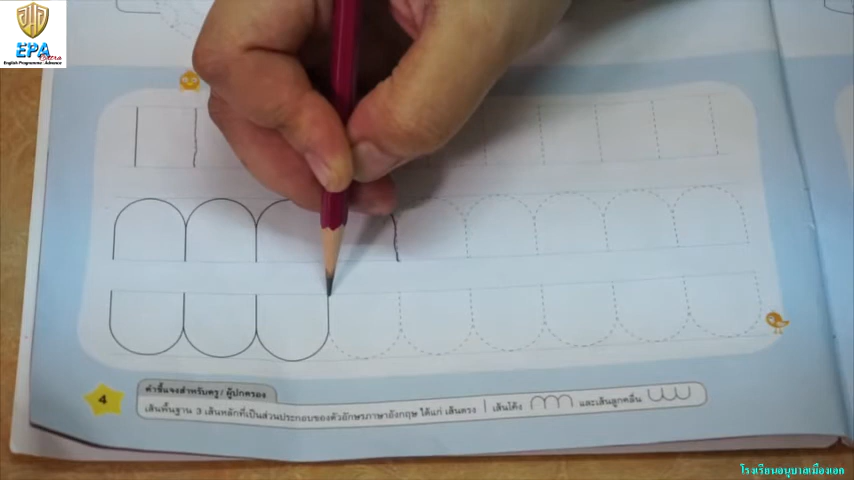 EPA
Extra
English Programme Advance
4
คำชี้แจงสำหรับครู / ผู้ปกครอง
เส้นพื้นฐาน 3 เส้นหลักที่เป็นส่วนประกอบของตัวอักษรภาษาอังกฤษ ได้แก่ เส้นตรง เส้นโค้ง และเส้นลูกคลื่น
โรงเรียนอนุบาลเมืองเอก